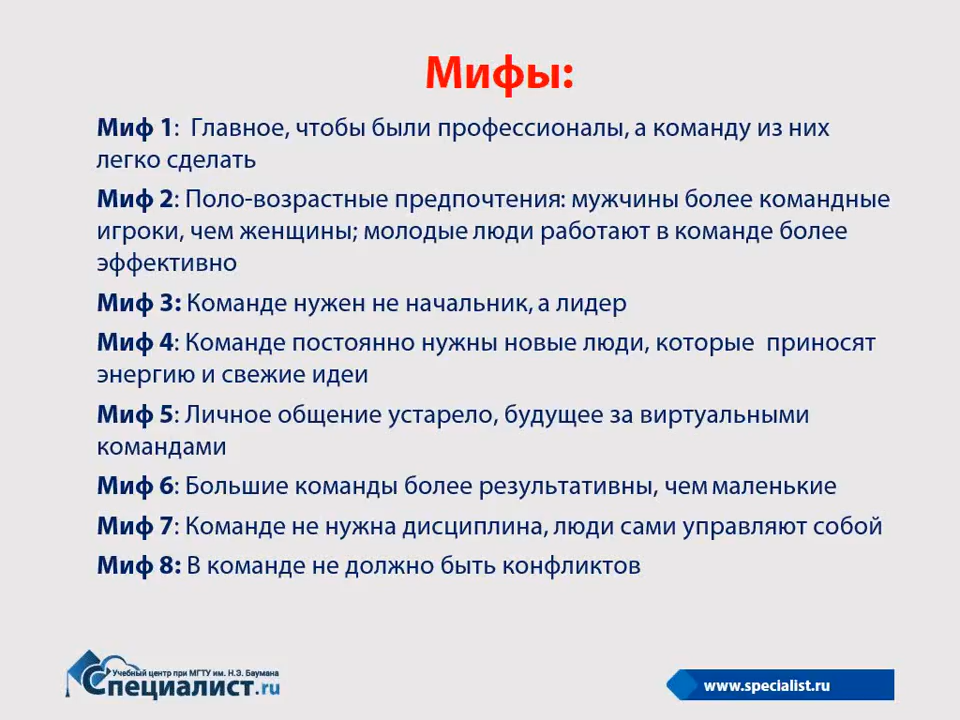 Мифы:
Миф 1:  Главное, чтобы были профессионалы, а команду из них
легко сделать
Миф 2: Поло-возрастные предпочтения: мужчины более командные
игроки, чем женщины; молодые люди работают в команде более
эффективно
Миф 3: Команде нужен не начальник, а лидер
Миф 4: Команде постоянно нужны новые люди, которые  приносят
энергию и свежие идеи
Миф 5: Личное общение устарело, будущее за виртуальными
командами
Миф 6: Большие команды более результативны, чем маленькие
Миф 7: Команде не нужна дисциплина, люди сами управляют собой
Миф 8: В команде не должно быть конфликтов
Учебный центр при МГТУ им. Н.Э. Баумана
Специалист.ru
www.specialist.ru